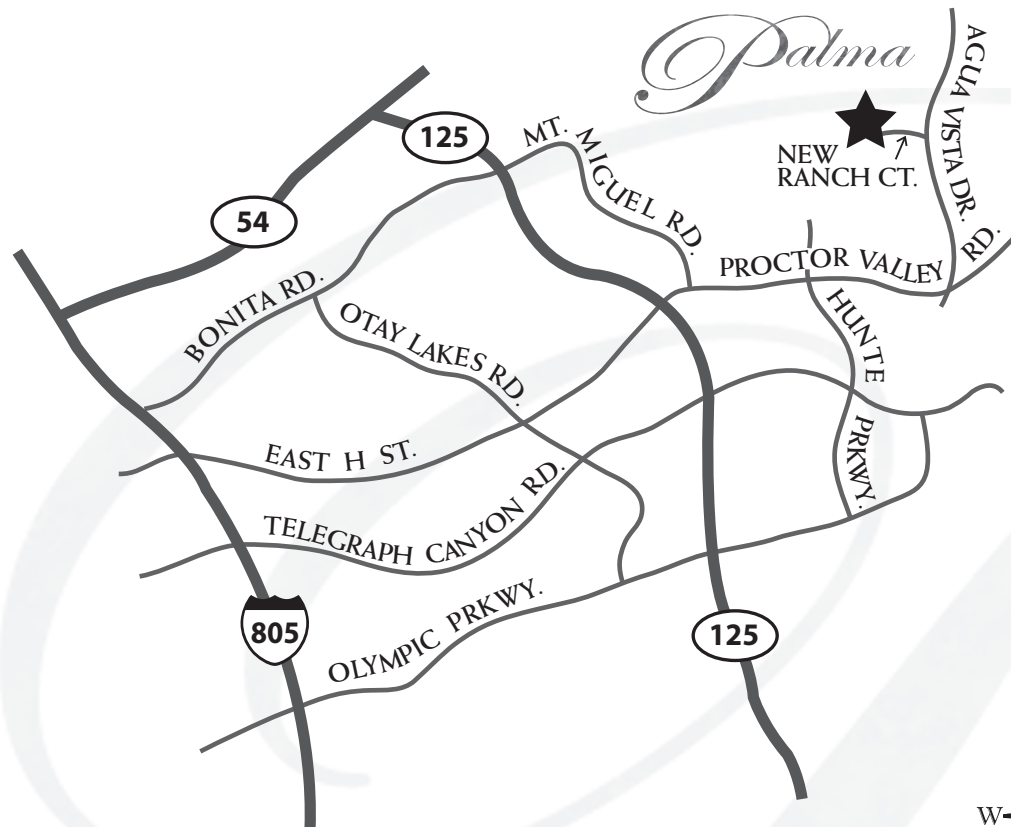 Palma
AGUA VISTA DR.
125
MT. MIGUEL RD.
NEW
RANCH CT.
54
PROCTOR VALLEY RD.
BONITA RD.
OTAY LAKES RD.
HUNTE PRKWY.
EAST H ST.
TELEGRAPH CANYON RD.
805
OLYMPIC PRKWY.
125
W